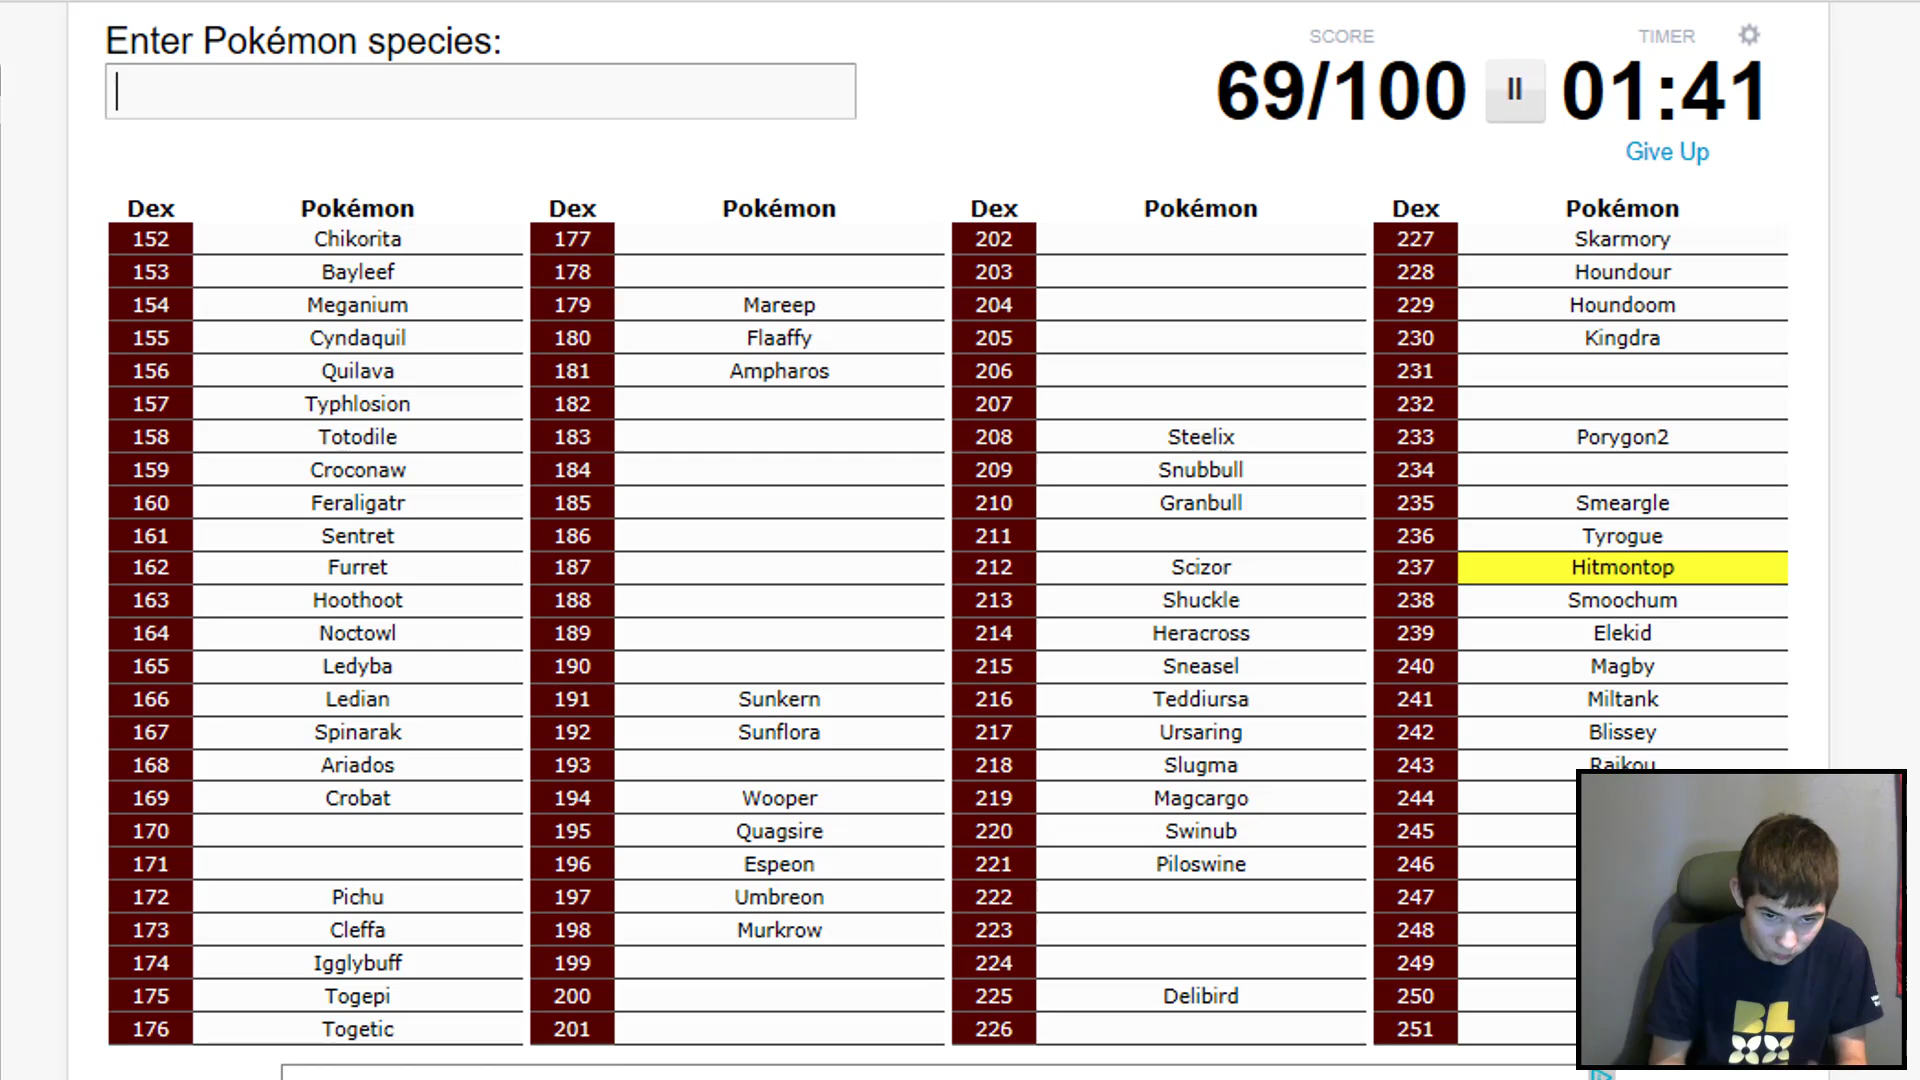 Enter Pokémon species:
SCORE TIMER
69/100 01:41
Give Up
Dex Pokémon Dex Pokémon Dex Pokémon Dex Pokémon
152 Chikorita 177 202 227 Skarmory
153 Bayleef 178 203 228 Houndour
154 Meganium 179 Mareep 204 229 Houndoom
155 Cyndaquil 180 Flaaffy 205 230 Kingdra
156 Quilava 181 Ampharos 206 231
157 Typhlosion 182 207 232
158 Totodile 183 208 Steelix 233 Porygon2
159 Croconaw 184 209 Snubbull 234
160 Feraligatr 185 210 Granbull 235 Smeargle
161 Sentret 186 211 236 Tyrogue
162 Furret 187 212 Scizor 237 Hitmontop
163 Hoothoot 188 213 Shuckle 238 Smoochum
164 Noctowl 189 214 Heracross 239 Elekid
165 Ledyba 190 215 Sneasel 240 Magby
166 Ledian 191 Sunkern 216 Teddiursa 241 Miltank
167 Spinarak 192 Sunflora 217 Ursaring 242 Blissey
168 Ariados 193 218 Slugma 243 Raikou
169 Crobat 194 Wooper 219 Magcargo 244
170 195 Quagsire 220 Swinub 245
171 196 Espeon 221 Piloswine 246
172 Pichu 197 Umbreon 222 247
173 Cleffa 198 Murkrow 223 248
174 Igglybuff 199 224 249
175 Togepi 200 225 Delibird 250
176 Togetic 201 226 251
BL